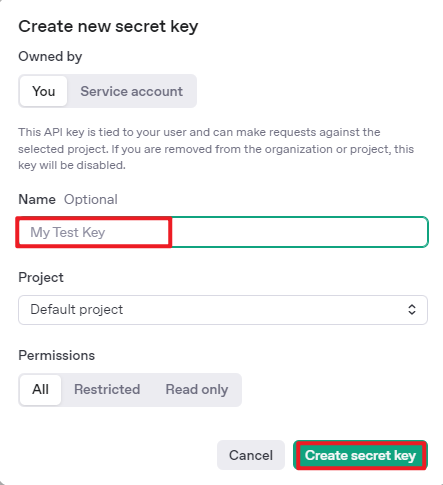 Create new secret key
Owned by
You Service account
This API key is tied to your user and can make requests against the
selected project. If you are removed from the organization or project, this
key will be disabled.
Name Optional
My Test Key
Project
Default project
Permissions
All Restricted Read only
Cancel Create secret key